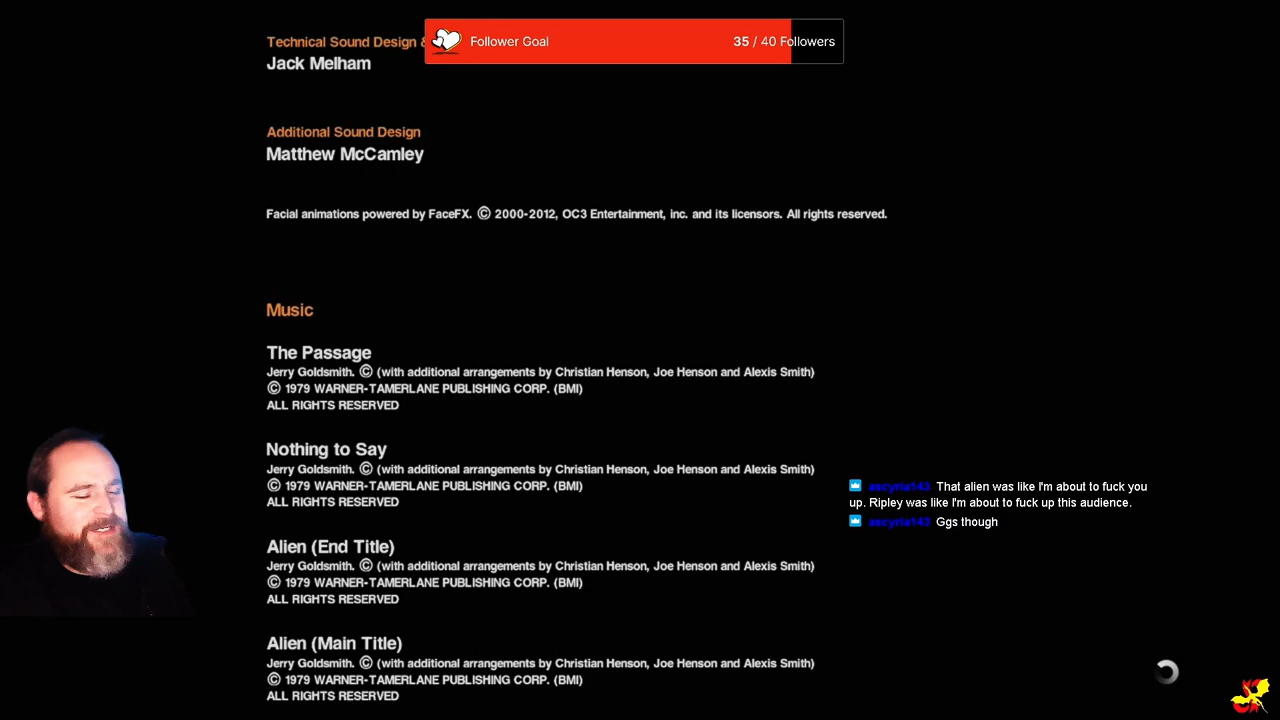 Technical Sound Design &
Jack Melham
Follower Goal
35 / 40 Followers
Additional Sound Design
Matthew McCamley
Facial animations powered by FaceFX. © 2000-2012, OC3 Entertainment, inc. and its licensors. All rights reserved.
Music
The Passage
Jerry Goldsmith. © (with additional arrangements by Christian Henson, Joe Henson and Alexis Smith)
© 1979 WARNER-TAMERLANE PUBLISHING CORP. (BMI)
ALL RIGHTS RESERVED
Nothing to Say
Jerry Goldsmith. © (with additional arrangements by Christian Henson, Joe Henson and Alexis Smith)
© 1979 WARNER-TAMERLANE PUBLISHING CORP. (BMI)
ALL RIGHTS RESERVED
Alien (End Title)
Jerry Goldsmith. © (with additional arrangements by Christian Henson, Joe Henson and Alexis Smith)
© 1979 WARNER-TAMERLANE PUBLISHING CORP. (BMI)
ALL RIGHTS RESERVED
Alien (Main Title)
Jerry Goldsmith. © (with additional arrangements by Christian Henson, Joe Henson and Alexis Smith)
© 1979 WARNER-TAMERLANE PUBLISHING CORP. (BMI)
ALL RIGHTS RESERVED
ascyria143 That alien was like I'm about to fuck you
up. Ripley was like I'm about to fuck up this audience.
ascyria143 Ggs though